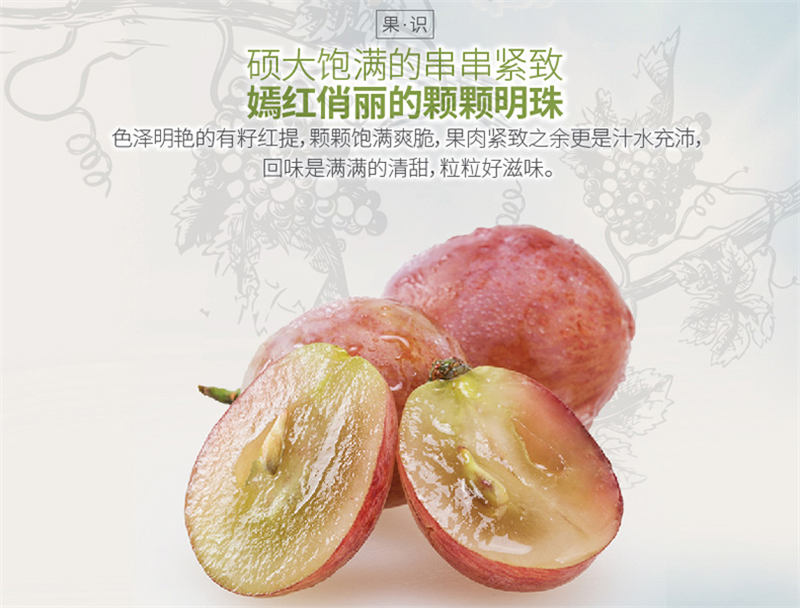 果·识
硕大饱满的串串紧致
嫣红俏丽的颗颗明珠
色泽明艳的有籽红提，颗颗饱满爽脆，果肉紧致之余更是汁水充沛，
回味是满满的清甜，粒粒好滋味。